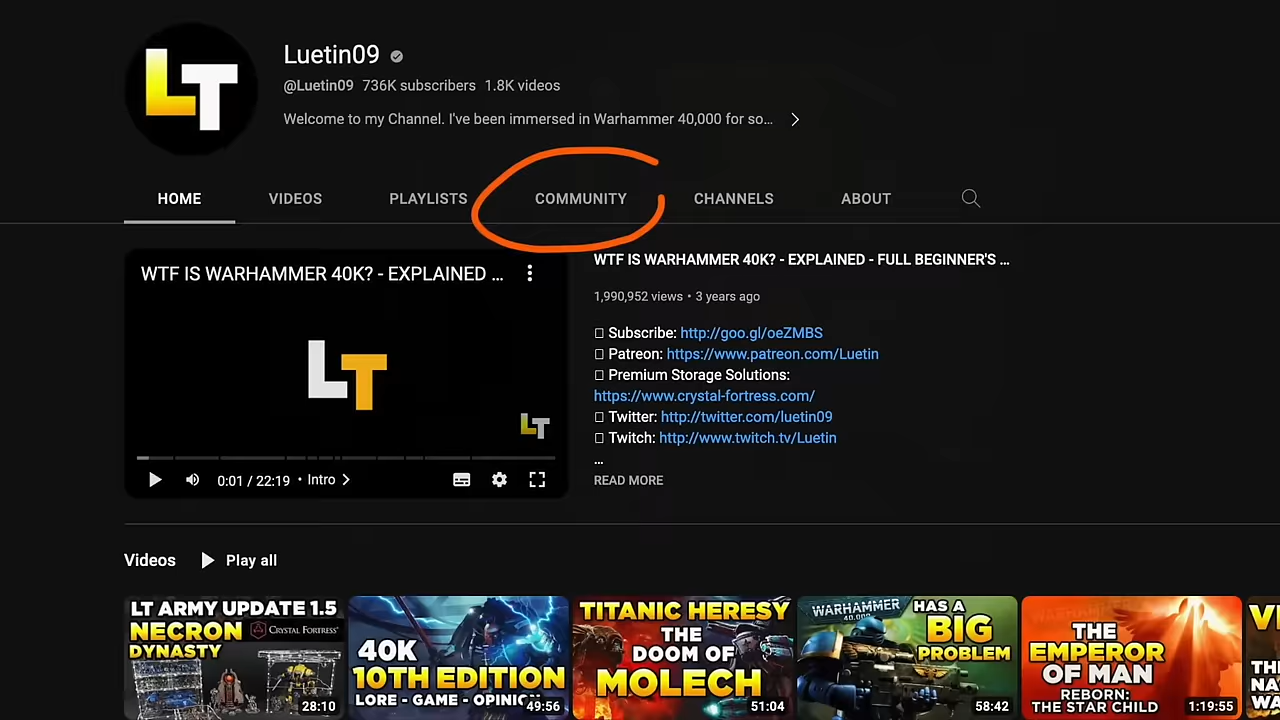 LT
Luetin09
@Luetin09 736K subscribers 1.8K videos
Welcome to my Channel. I've been immersed in Warhammer 40,000 for so...
HOME VIDEOS PLAYLISTS COMMUNITY CHANNELS ABOUT
WTF IS WARHAMMER 40K? - EXPLAINED ...
LT
LT
0:01 / 22:19 • Intro
WTF IS WARHAMMER 40K? - EXPLAINED - FULL BEGINNER'S ...
1,990,952 views • 3 years ago
Subscribe: http://goo.gl/oeZMBS
Patreon: https://www.patreon.com/Luetin
Premium Storage Solutions:
https://www.crystal-fortress.com/
Twitter: http://twitter.com/luetin09
Twitch: http://www.twitch.tv/Luetin
...
READ MORE
Videos Play all
LT ARMY UPDATE 1.5
NECRON CRYSTAL FORTRESS
DYNASTY
28:10
40K
10TH EDITION
LORE - GAME - OPINION
49:56
TITANIC HERESY
THE
DOOM OF
MOLECH
51:04
WARHAMMER
40,000
HAS A
BIG
PROBLEM
58:42
THE
EMPEROR
OF MAN
REBORN:
THE STAR CHILD
1:19:55